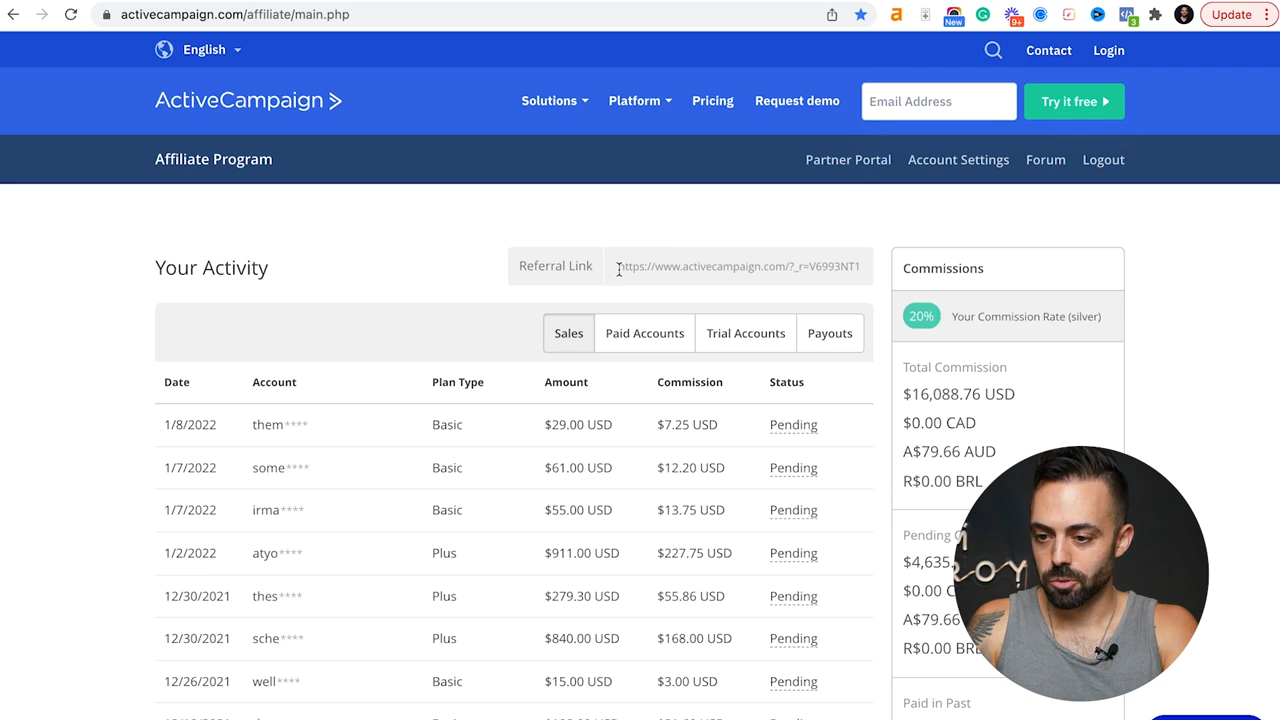 activecampaign.com/affiliate/main.php
New
9+
3
Update
English
Contact
Login
ActiveCampaign >
Solutions
Platform
Pricing
Request demo
Email Address
Try it free
Affiliate Program
Partner Portal
Account Settings
Forum
Logout
Your Activity
Referral Link
https://www.activecampaign.com/?_r=V6993NT1
Sales
Paid Accounts
Trial Accounts
Payouts
Date Account Plan Type Amount Commission Status
1/8/2022 them**** Basic $29.00 USD $7.25 USD Pending
1/7/2022 some**** Basic $61.00 USD $12.20 USD Pending
1/7/2022 irma**** Basic $55.00 USD $13.75 USD Pending
1/2/2022 atyo**** Plus $911.00 USD $227.75 USD Pending
12/30/2021 thes**** Plus $279.30 USD $55.86 USD Pending
12/30/2021 sche**** Plus $840.00 USD $168.00 USD Pending
12/26/2021 well**** Basic $15.00 USD $3.00 USD Pending
Commissions
20% Your Commission Rate (silver)
Total Commission
$16,088.76 USD
$0.00 CAD
A$79.66 AUD
R$0.00 BRL
Pending
$4,635.
$0.00
A$79.66
R$0.00
Paid in Past